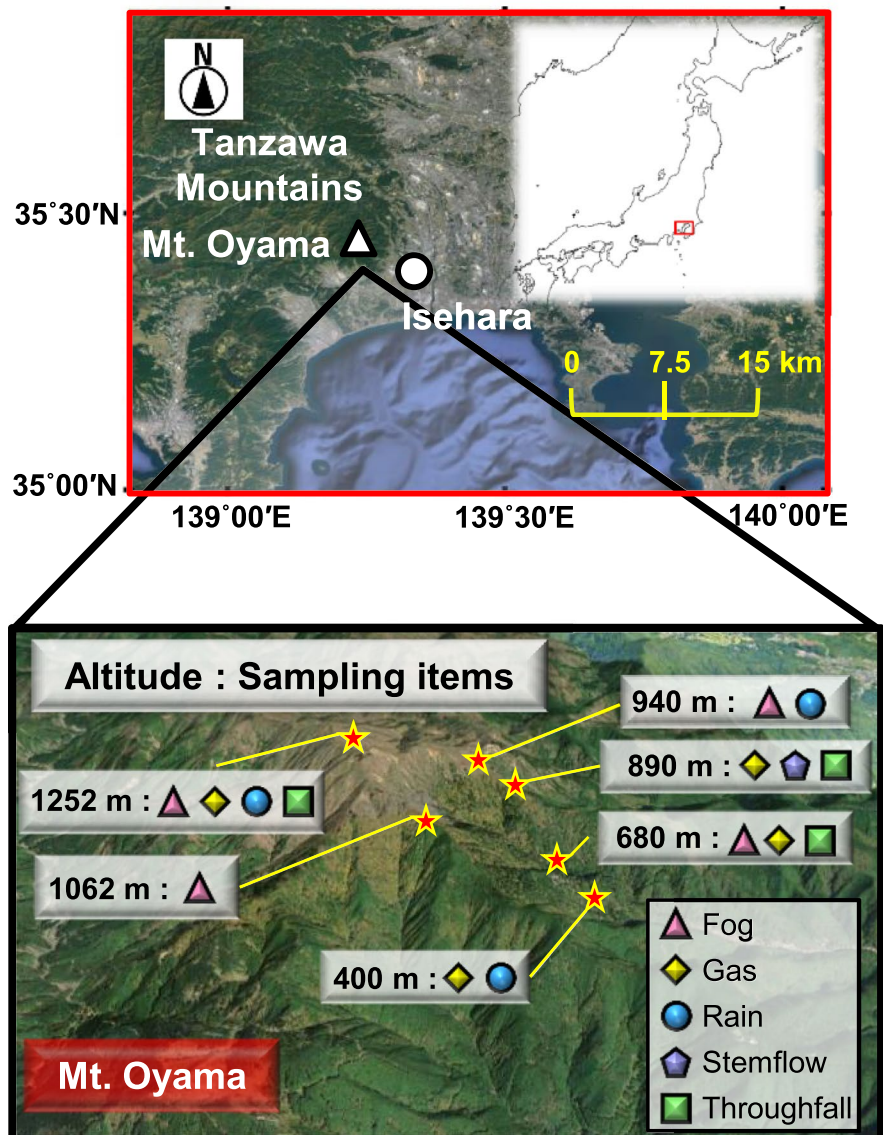 N
Tanzawa
Mountains
35˚30′N
Mt. Oyama
Isehara
0 7.5 15 km
35˚00′N
139˚00′E 139˚30′E 140˚00′E
Altitude : Sampling items
940 m :
890 m :
1252 m :
680 m :
1062 m :
Fog
Gas
400 m :
Rain
Stemflow
Mt. Oyama
Throughfall